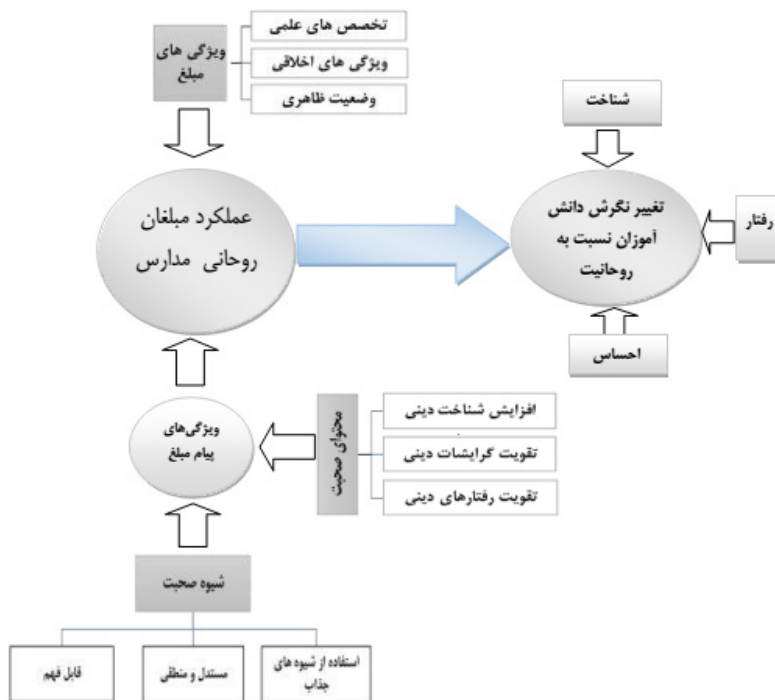 تخصص های علمی
ویژگی های
مبلغ
ویژگی های اخلاقی
وضعیت ظاهری
شناخت
عملکرد مبلغان
روحانی مدارس
تغییر نگرش دانش
آموزان نسبت به
روحانیت
رفتار
احساس
ویژگی‌های
پیام مبلغ
محتوای صحبت
افزایش شناخت دینی
تقویت گرایشات دینی
تقویت رفتارهای دینی
شیوه صحبت
استفاده از شیوه های
جذاب
مستدل و منطقی
قابل فهم